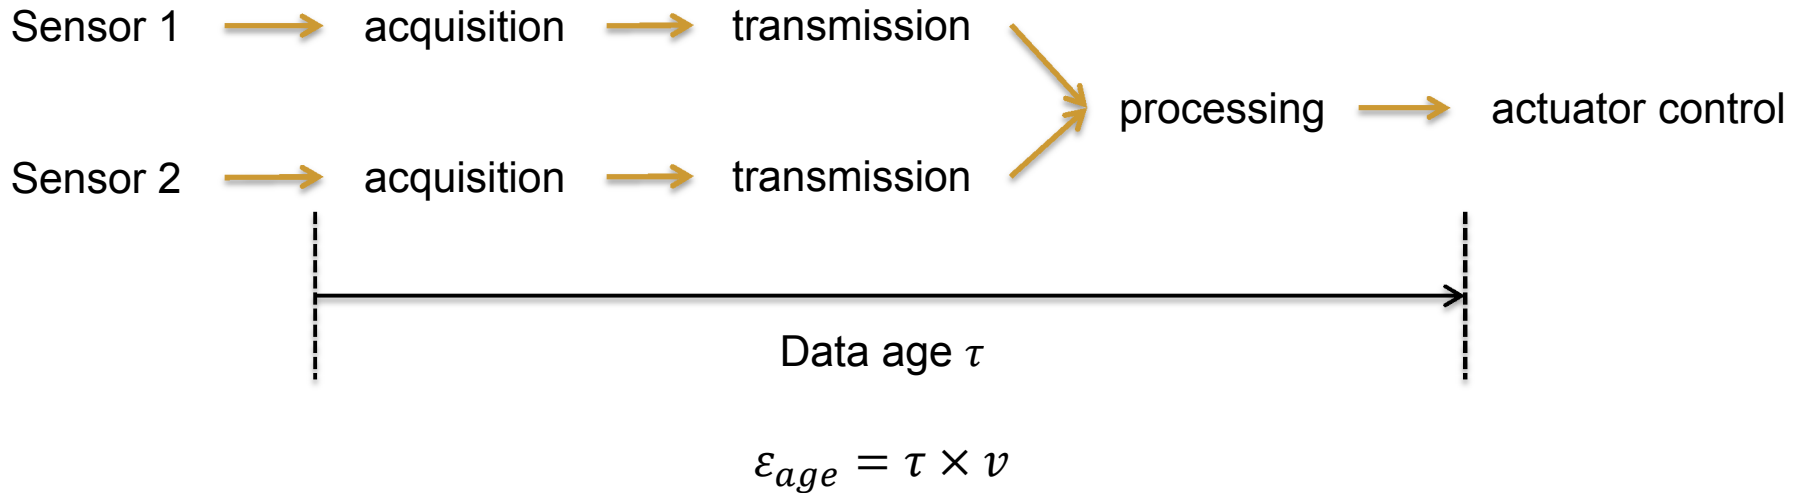 Sensor 1 acquisition transmission
processing actuator control
Sensor 2 acquisition transmission
Data age τ
ε_age = τ × v